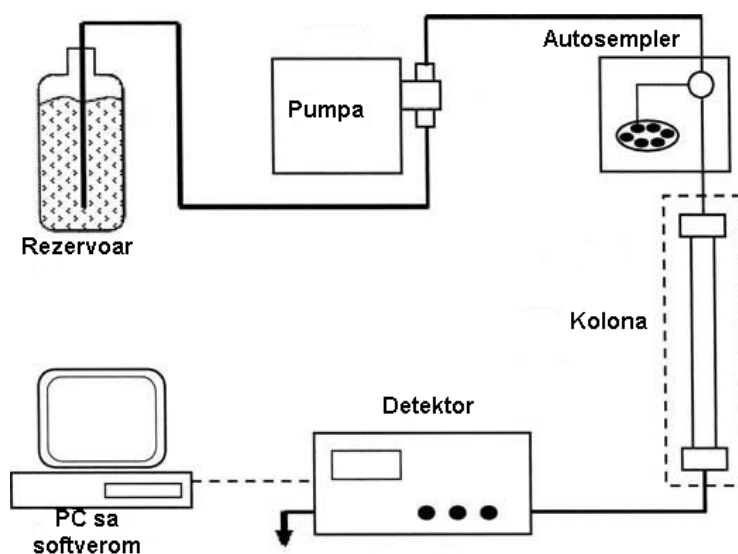 Autosempler
Pumpa
Rezervoar
Kolona
Detektor
PC sa
softverom